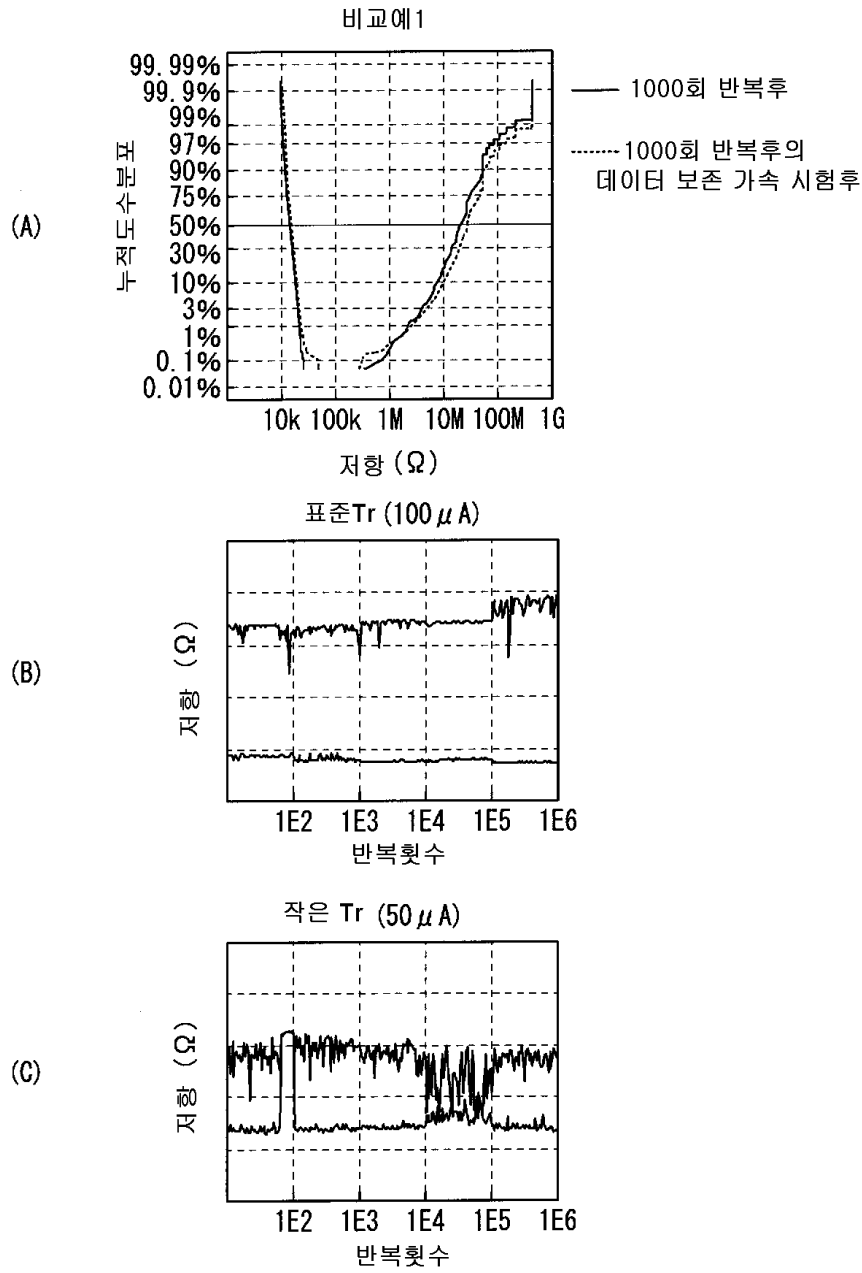 비교예1
99.99%
99.9%
99%
97%
90%
75%
50%
30%
10%
3%
1%
0.1%
0.01%
누적도수분포
(A)
10k 100k 1M 10M 100M 1G
저항 (Ω)
1000회 반복후
1000회 반복후의
데이터 보존 가속 시험후
표준Tr (100μA)
(B)
저항 (Ω)
1E2 1E3 1E4 1E5 1E6
반복횟수
작은 Tr (50μA)
(C)
저항 (Ω)
1E2 1E3 1E4 1E5 1E6
반복횟수